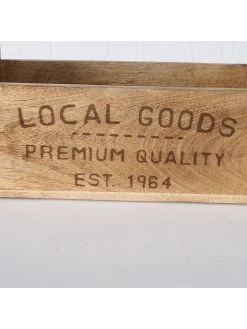 LOCAL GOODS
PREMIUM QUALITY
EST. 1964